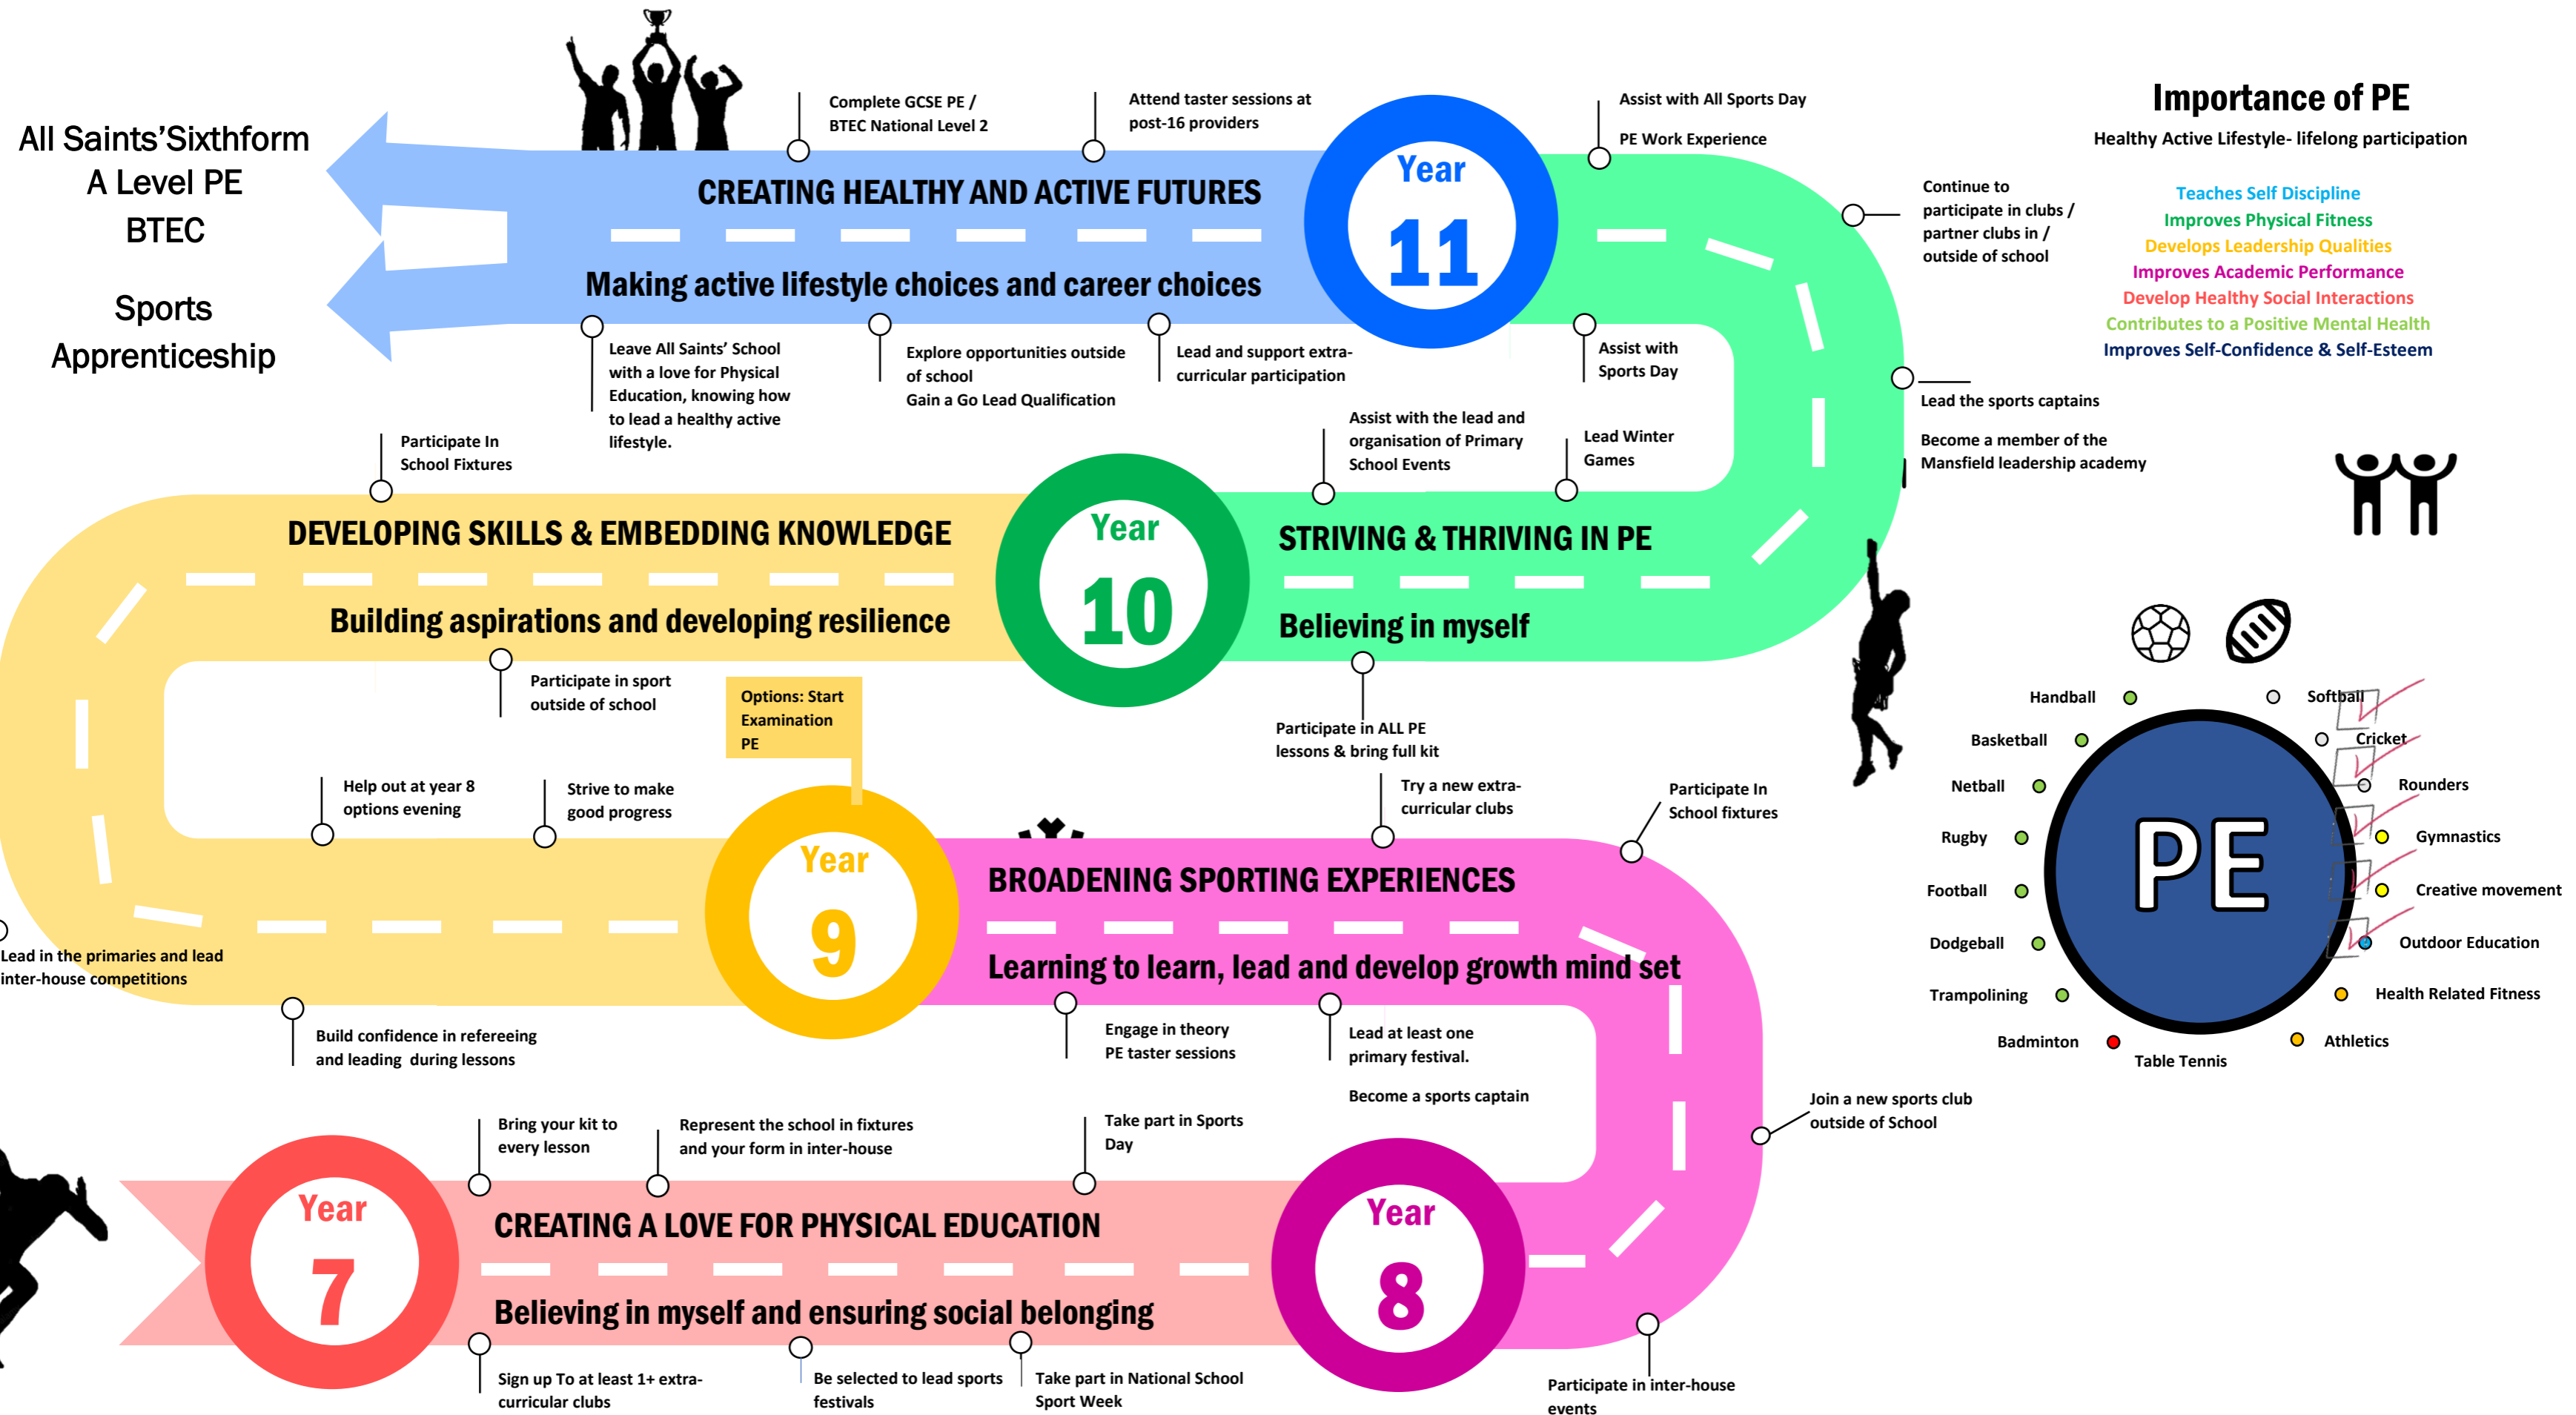 All Saints'Sixthform
A Level PE
BTEC
Sports
Apprenticeship
Complete GCSE PE /
BTEC National Level 2
Attend taster sessions at
post-16 providers
CREATING HEALTHY AND ACTIVE FUTURES
Making active lifestyle choices and career choices
Year
11
Assist with All Sports Day
PE Work Experience
Continue to
participate in clubs /
partner clubs in /
outside of school
Importance of PE
Healthy Active Lifestyle- lifelong participation
Teaches Self Discipline
Improves Physical Fitness
Develops Leadership Qualities
Improves Academic Performance
Develop Healthy Social Interactions
Contributes to a Positive Mental Health
Improves Self-Confidence & Self-Esteem
Leave All Saints' School
with a love for Physical
Education, knowing how
to lead a healthy active
lifestyle.
Explore opportunities outside
of school
Gain a Go Lead Qualification
Lead and support extra-
curricular participation
Assist with
Sports Day
Lead the sports captains
Become a member of the
Mansfield leadership academy
Participate In
School Fixtures
Assist with the lead and
organisation of Primary
School Events
Lead Winter
Games
DEVELOPING SKILLS & EMBEDDING KNOWLEDGE
Building aspirations and developing resilience
Year
10
STRIVING & THRIVING IN PE
Believing in myself
Participate in sport
outside of school
Options: Start
Examination
PE
Participate in ALL PE
lessons & bring full kit
Help out at year 8
options evening
Strive to make
good progress
Try a new extra-
curricular clubs
Participate In
School fixtures
Year
9
BROADENING SPORTING EXPERIENCES
Learning to learn, lead and develop growth mind set
Lead in the primaries and lead
inter-house competitions
Build confidence in refereeing
and leading  during lessons
Engage in theory
PE taster sessions
Lead at least one
primary festival.
Become a sports captain
Join a new sports club
outside of School
Handball
Basketball
Netball
Rugby
Football
Dodgeball
Trampolining
Badminton
Table Tennis
PE
Softball
Cricket
Rounders
Gymnastics
Creative movement
Outdoor Education
Health Related Fitness
Athletics
Bring your kit to
every lesson
Represent the school in fixtures
and your form in inter-house
Take part in Sports
Day
Year
7
CREATING A LOVE FOR PHYSICAL EDUCATION
Believing in myself and ensuring social belonging
Year
8
Sign up To at least 1+ extra-
curricular clubs
Be selected to lead sports
festivals
Take part in National School
Sport Week
Participate in inter-house
events